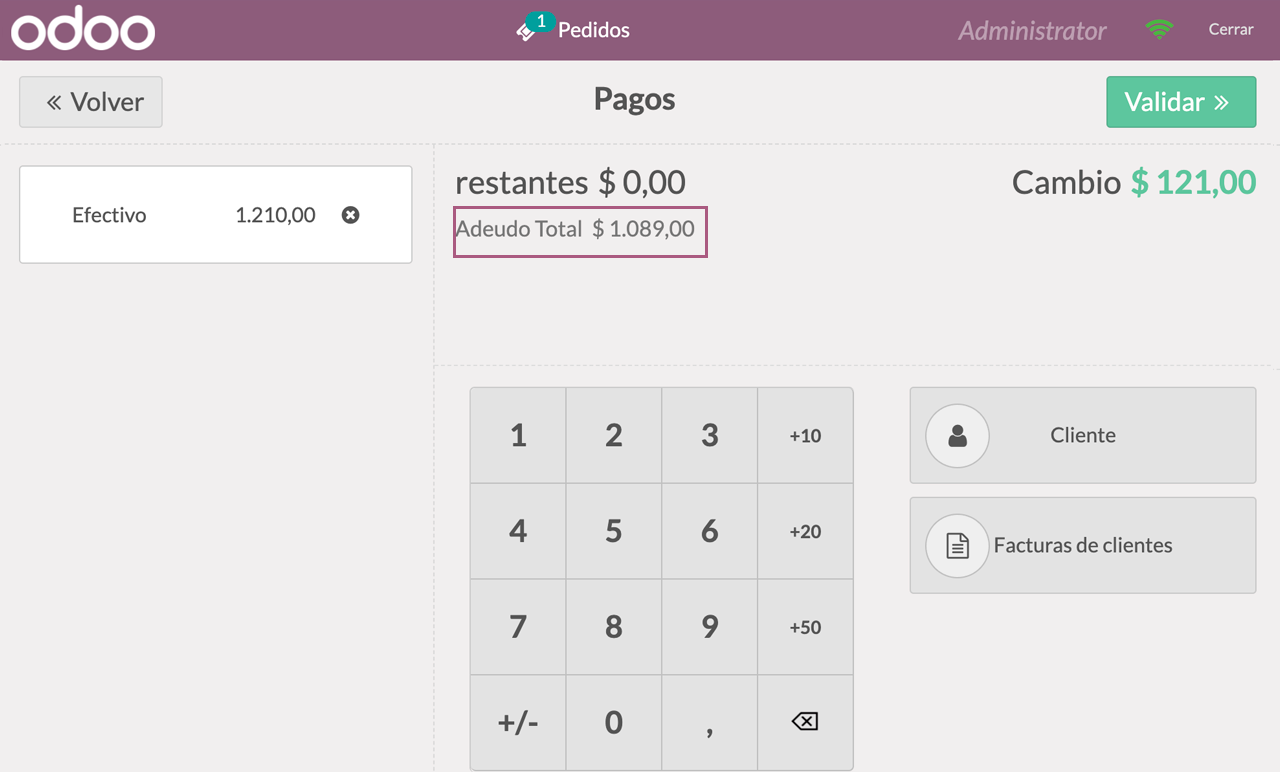 odoo 1 Pedidos Administrator Cerrar
« Volver Pagos Validar »
Efectivo 1.210,00
restantes $ 0,00 Cambio $ 121,00
Adeudo Total $ 1.089,00
1 2 3 +10
4 5 6 +20
7 8 9 +50
+/- 0 ,
Cliente
Facturas de clientes